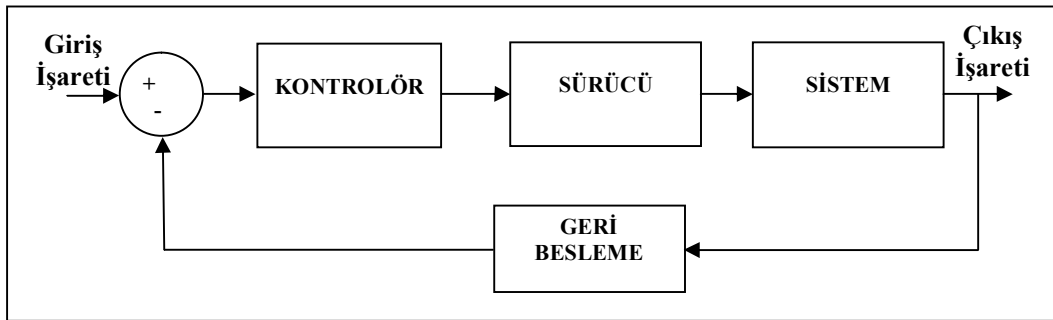 Giriş
İşareti
+
-
KONTROLÖR
SÜRÜCÜ
SİSTEM
Çıkış
İşareti
GERİ
BESLEME